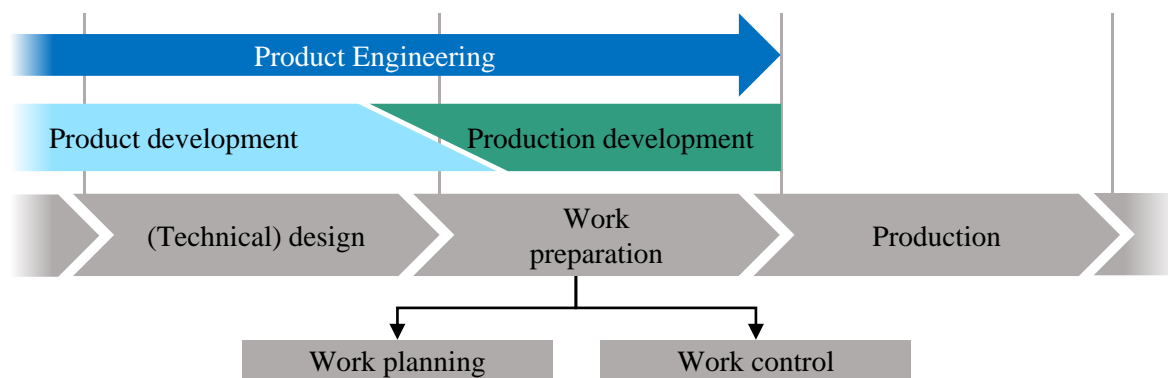 Product Engineering
Product development
Production development
(Technical) design
Work
preparation
Production
Work planning
Work control